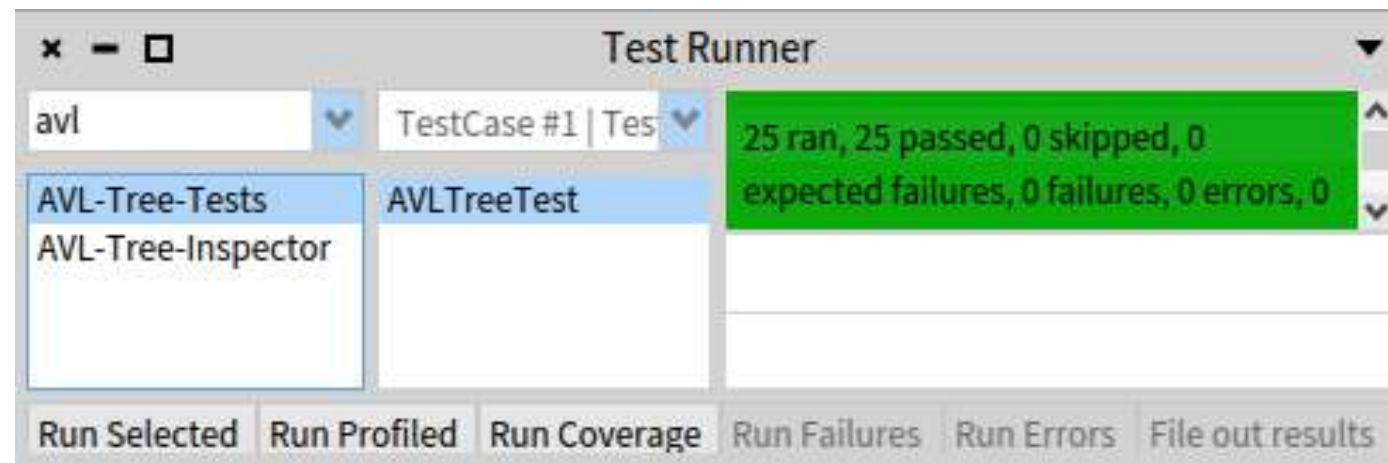 Test Runner
avl
TestCase #1 | Tes
25 ran, 25 passed, 0 skipped, 0
expected failures, 0 failures, 0 errors, 0
AVL-Tree-Tests
AVL-Tree-Inspector
AVLTreeTest
Run Selected
Run Profiled
Run Coverage
Run Failures
Run Errors
File out results